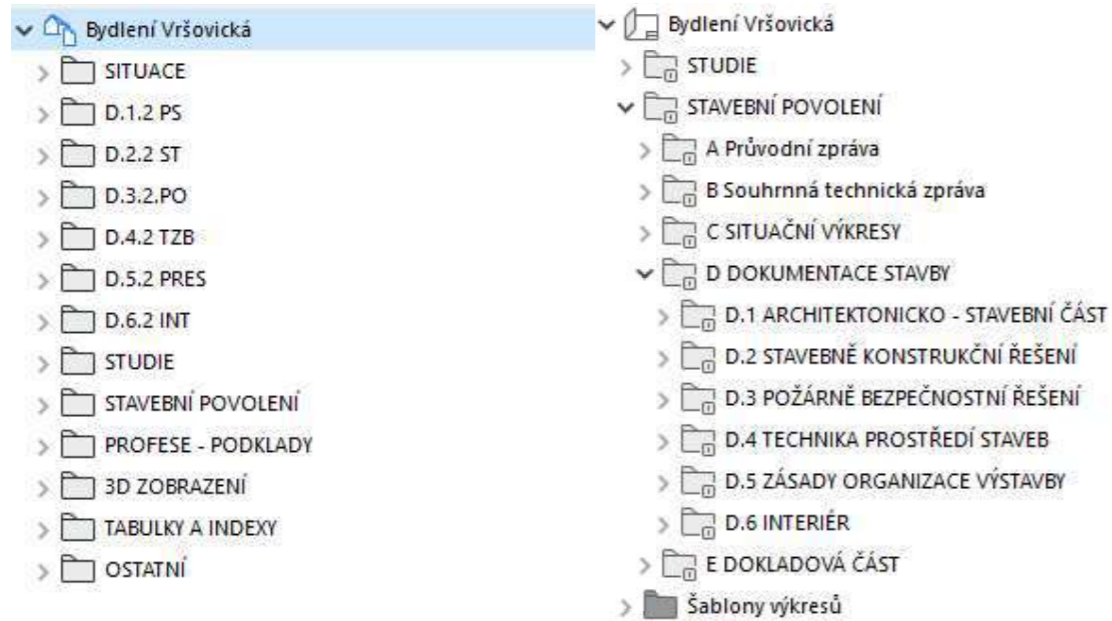 Bydlení Vršovická
SITUACE
D.1.2 PS
D.2.2 ST
D.3.2.PO
D.4.2 TZB
D.5.2 PRES
D.6.2 INT
STUDIE
STAVEBNÍ POVOLENÍ
PROFESE - PODKLADY
3D ZOBRAZENÍ
TABULKY A INDEXY
OSTATNÍ
Bydlení Vršovická
STUDIE
STAVEBNÍ POVOLENÍ
A Průvodní zpráva
B Souhrnná technická zpráva
C SITUAČNÍ VÝKRESY
D DOKUMENTACE STAVBY
D.1 ARCHITEKTONICKO - STAVEBNÍ ČÁST
D.2 STAVEBNĚ KONSTRUKČNÍ ŘEŠENÍ
D.3 POŽÁRNĚ BEZPEČNOSTNÍ ŘEŠENÍ
D.4 TECHNIKA PROSTŘEDÍ STAVEB
D.5 ZÁSADY ORGANIZACE VÝSTAVBY
D.6 INTERIÉR
E DOKLADOVÁ ČÁST
Šablony výkresů